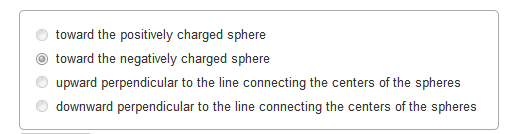 toward the positively charged sphere
toward the negatively charged sphere
upward perpendicular to the line connecting the centers of the spheres
downward perpendicular to the line connecting the centers of the spheres